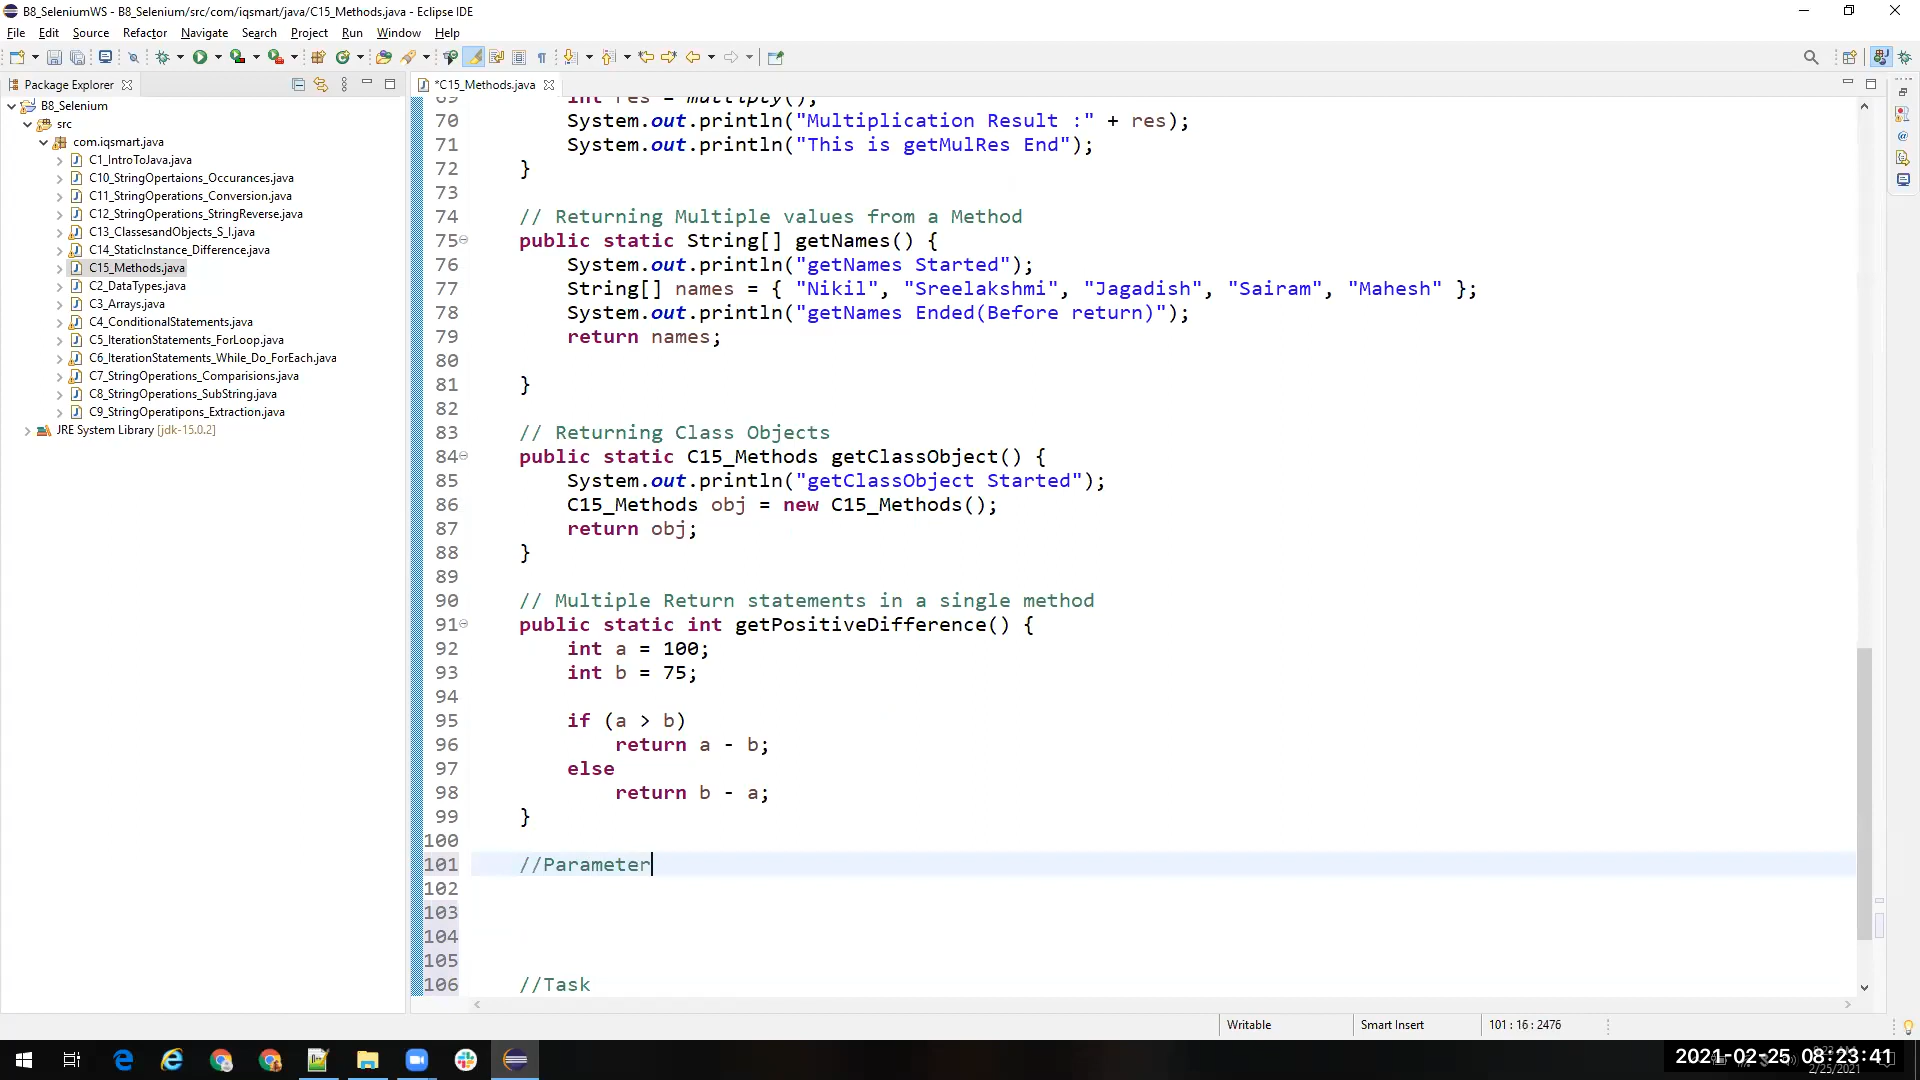 B8_SeleniumWS - B8_Selenium/src/com/iqsmart/java/C15_Methods.java - Eclipse IDE
File Edit Source Refactor Navigate Search Project Run Window Help
Package Explorer
*C15_Methods.java
B8_Selenium
src
com.iqsmart.java
C1_IntroToJava.java
C10_StringOpertaions_Occurances.java
C11_StringOperations_Conversion.java
C12_StringOperations_StringReverse.java
C13_ClassesandObjects_S_I.java
C14_StaticInstance_Difference.java
C15_Methods.java
C2_DataTypes.java
C3_Arrays.java
C4_ConditionalStatements.java
C5_IterationStatements_ForLoop.java
C6_IterationStatements_While_Do_ForEach.java
C7_StringOperations_Comparisions.java
C8_StringOperations_SubString.java
C9_StringOperatipons_Extraction.java
JRE System Library [jdk-15.0.2]
69 int res = multiply();
70 System.out.println("Multiplication Result :" + res);
71 System.out.println("This is getMulRes End");
72 }
73
74 // Returning Multiple values from a Method
75 public static String[] getNames() {
76 System.out.println("getNames Started");
77 String[] names = { "Nikil", "Sreelakshmi", "Jagadish", "Sairam", "Mahesh" };
78 System.out.println("getNames Ended(Before return)");
79 return names;
80
81 }
82
83 // Returning Class Objects
84 public static C15_Methods getClassObject() {
85 System.out.println("getClassObject Started");
86 C15_Methods obj = new C15_Methods();
87 return obj;
88 }
89
90 // Multiple Return statements in a single method
91 public static int getPositiveDifference() {
92 int a = 100;
93 int b = 75;
94
95 if (a > b)
96 return a - b;
97 else
98 return b - a;
99 }
100
101 //Parameter
102
103
104
105
106 //Task
Writable Smart Insert 101 : 16 : 2476
2021-02-25 08:23:41
2/25/2021